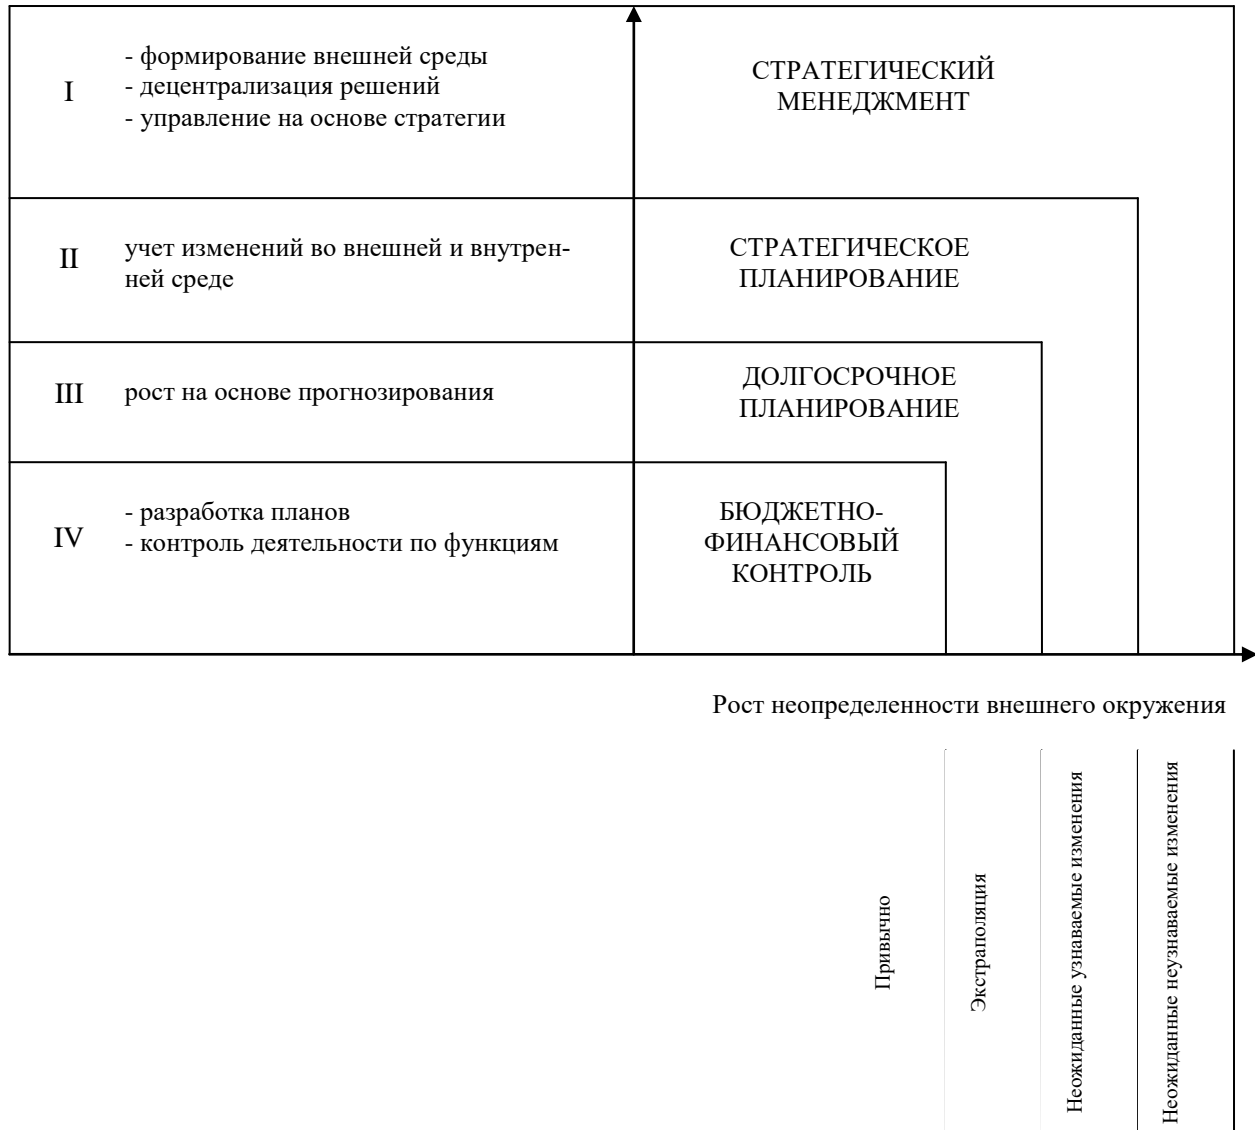 I
- формирование внешней среды
- децентрализация решений
- управление на основе стратегии
СТРАТЕГИЧЕСКИЙ
МЕНЕДЖМЕНТ
II
учет изменений во внешней и внутрен-
ней среде
СТРАТЕГИЧЕСКОЕ
ПЛАНИРОВАНИЕ
III
рост на основе прогнозирования
ДОЛГОСРОЧНОЕ
ПЛАНИРОВАНИЕ
IV
- разработка планов
- контроль деятельности по функциям
БЮДЖЕТНО-
ФИНАНСОВЫЙ
КОНТРОЛЬ
Рост неопределенности внешнего окружения
Привычно
Экстраполяция
Неожиданные узнаваемые изменения
Неожиданные неузнаваемые изменения